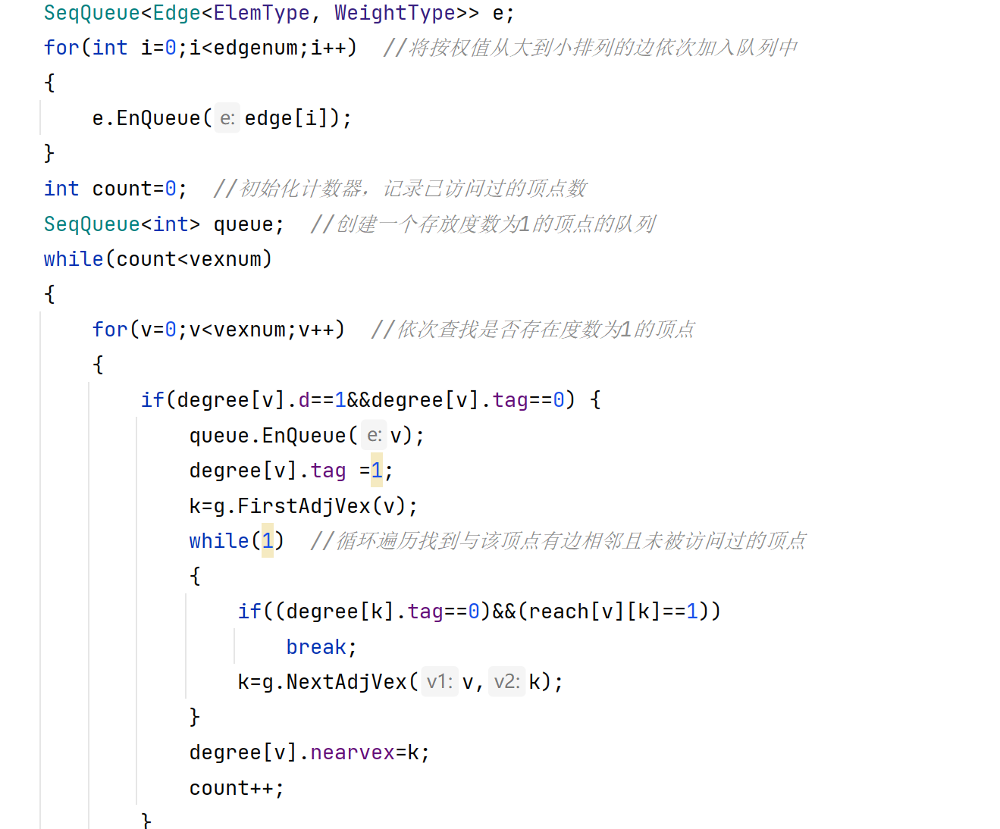 SeqQueue<Edge<ElemType, WeightType>> e;
for(int i=0;i<edgenum;i++)  //将按权值从大到小排列的边依次加入队列中
{
e.EnQueue( e: edge[i]);
}
int count=0;  //初始化计数器，记录已访问过的顶点数
SeqQueue<int> queue;  //创建一个存放度数为1的顶点的队列
while(count<vexnum)
{
for(v=0;v<vexnum;v++)  //依次查找是否存在度数为1的顶点
{
if(degree[v].d==1&&degree[v].tag==0) {
queue.EnQueue( e: v);
degree[v].tag =1;
k=g.FirstAdjVex(v);
while(1)  //循环遍历找到与该顶点有边相邻且未被访问过的顶点
{
if((degree[k].tag==0)&&(reach[v][k]==1))
break;
k=g.NextAdjVex( v1: v, v2: k);
}
degree[v].nearvex=k;
count++;
}